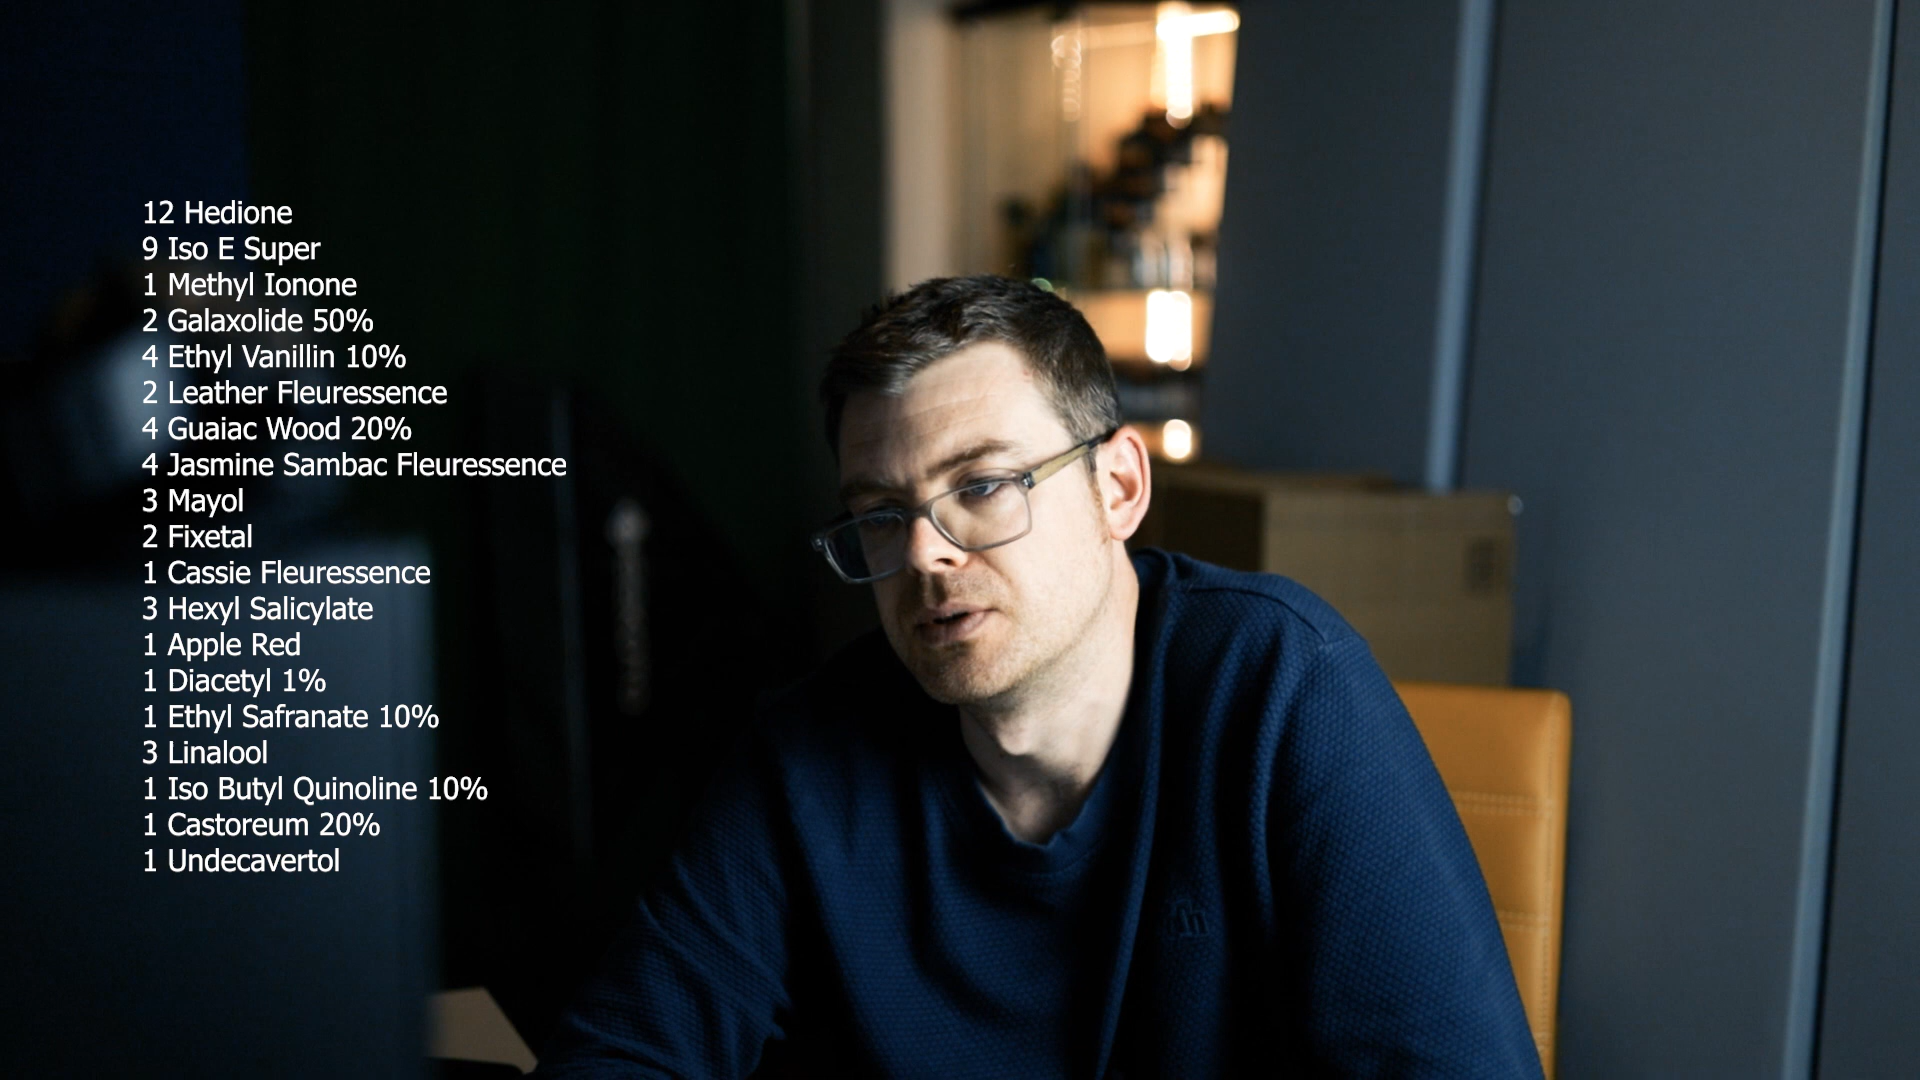 12 Hedione
9 Iso E Super
1 Methyl Ionone
2 Galaxolide 50%
4 Ethyl Vanillin 10%
2 Leather Fleuressence
4 Guaiac Wood 20%
4 Jasmine Sambac Fleuressence
3 Mayol
2 Fixetal
1 Cassie Fleuressence
3 Hexyl Salicylate
1 Apple Red
1 Diacetyl 1%
1 Ethyl Safranate 10%
3 Linalool
1 Iso Butyl Quinoline 10%
1 Castoreum 20%
1 Undecavertol